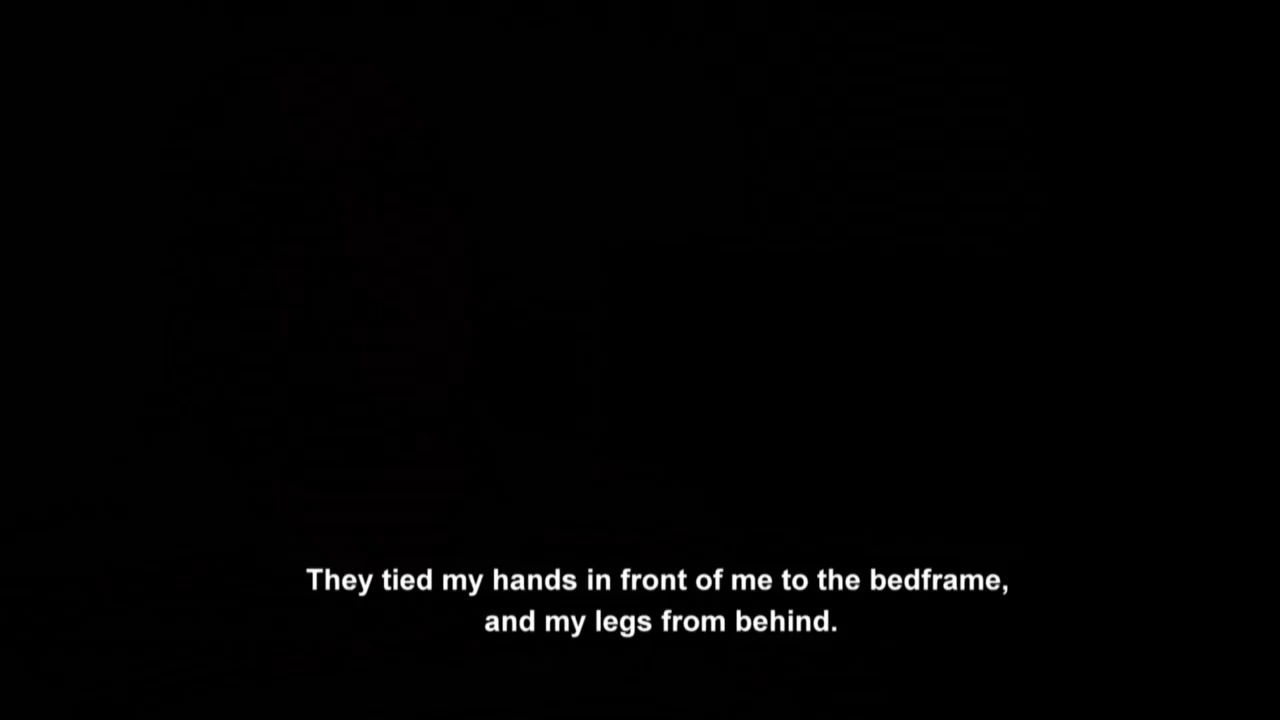 They tied my hands in front of me to the bedframe,
and my legs from behind.